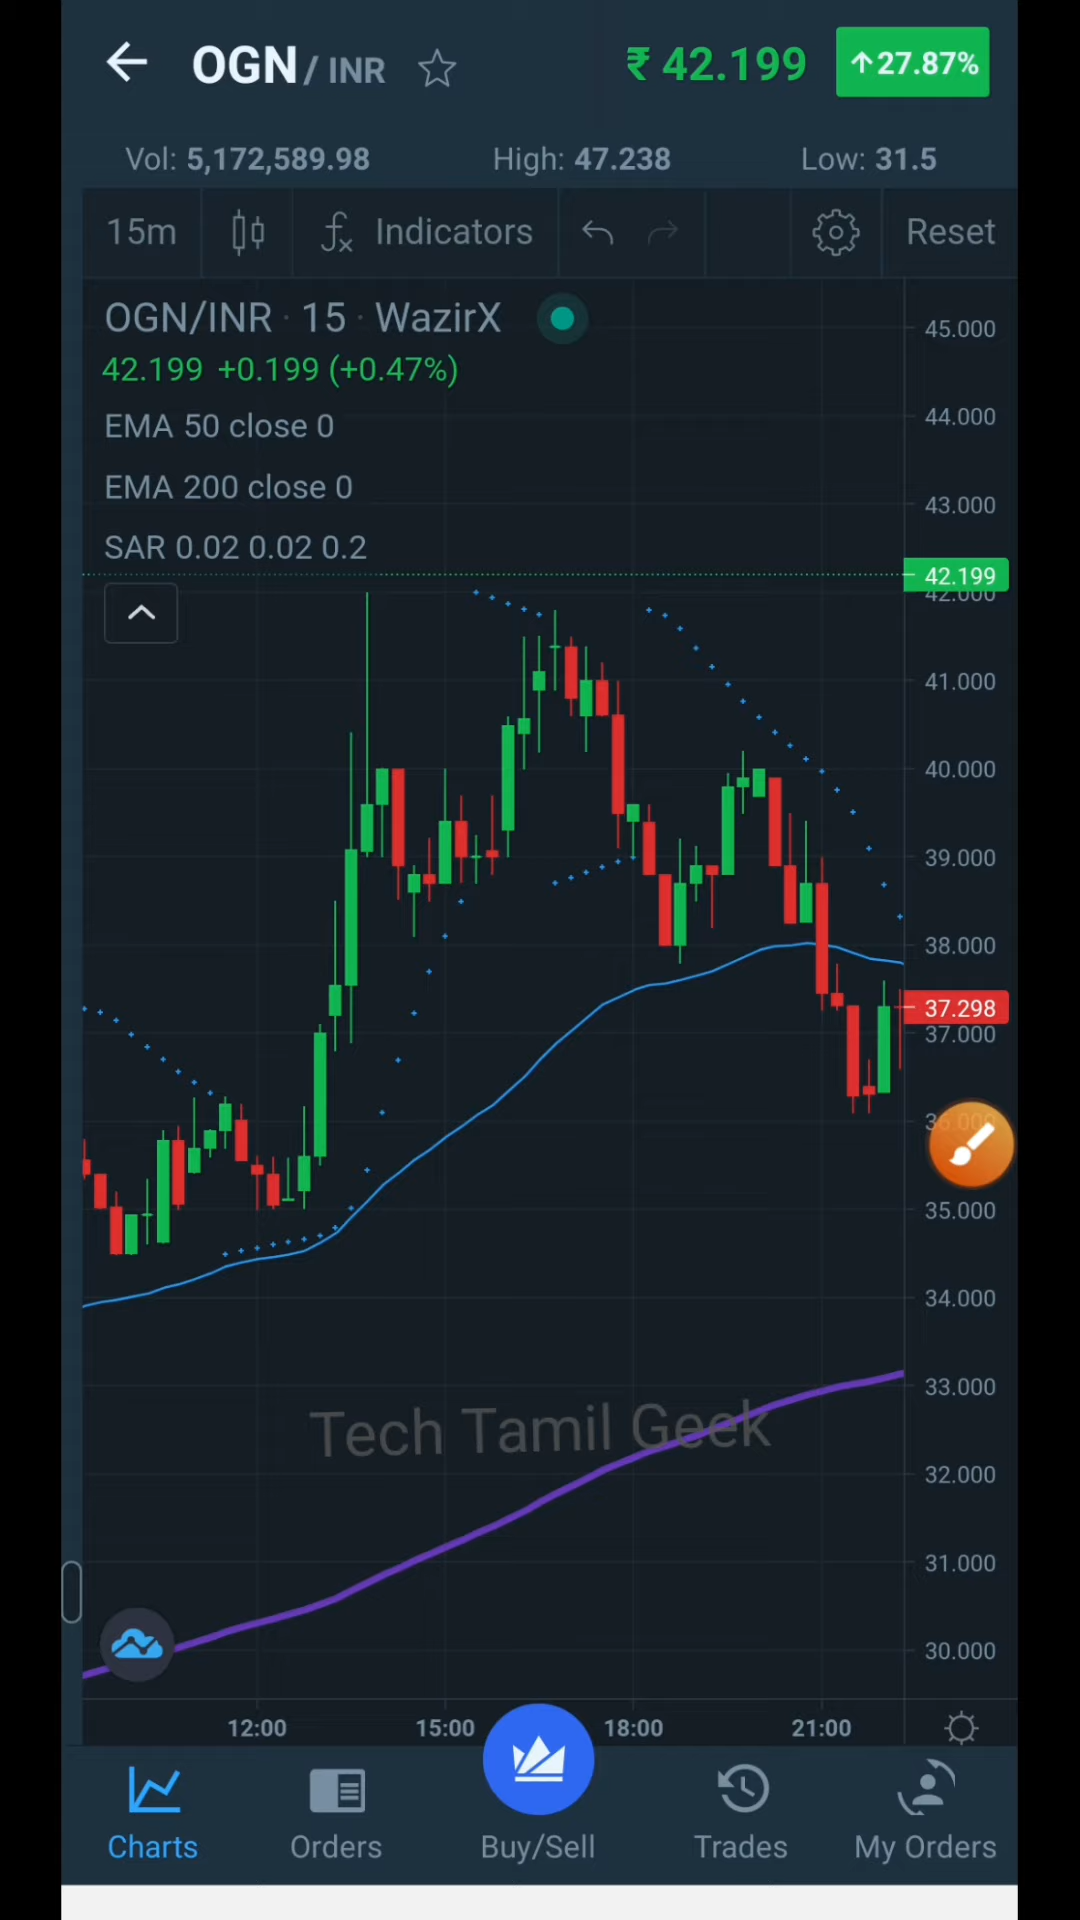 OGN / INR ₹ 42.199 ↑27.87%
Vol: 5,172,589.98 High: 47.238 Low: 31.5
15m fx Indicators Reset
OGN/INR · 15 · WazirX
42.199 +0.199 (+0.47%)
EMA 50 close 0
EMA 200 close 0
SAR 0.02 0.02 0.2
45.000
44.000
43.000
42.199
42.000
41.000
40.000
39.000
38.000
37.298
37.000
36.000
35.000
34.000
33.000
Tech Tamil Geek
32.000
31.000
30.000
12:00 15:00 18:00 21:00
Charts Orders Buy/Sell Trades My Orders